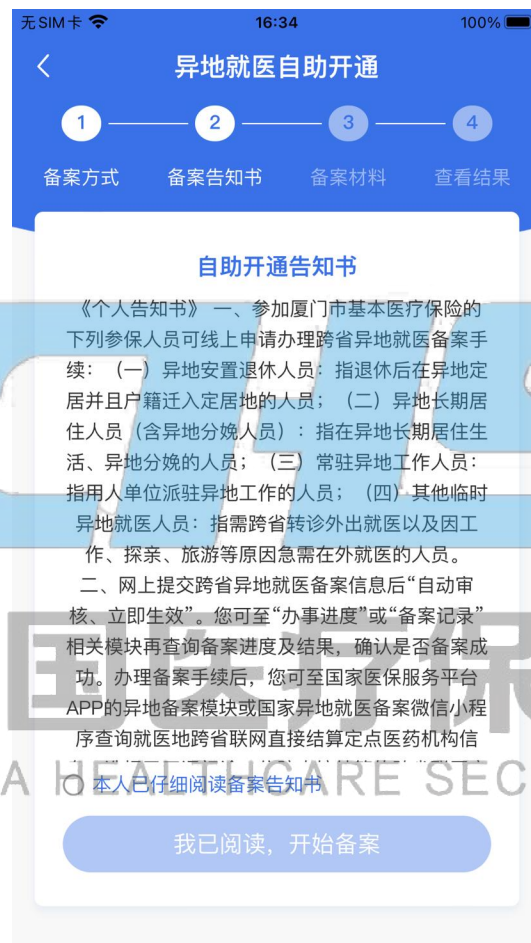 无SIM卡 16:34 100%
异地就医自助开通
1 2 3 4
备案方式 备案告知书 备案材料 查看结果
自助开通告知书
《个人告知书》 一、参加厦门市基本医疗保险的
下列参保人员可线上申请办理跨省异地就医备案手
续：（一）异地安置退休人员：指退休后在异地定
居并且户籍迁入定居地的人员；（二）异地长期居
住人员（含异地分娩人员）：指在异地长期居住生
活、异地分娩的人员；（三）常驻异地工作人员：
指用人单位派驻异地工作的人员；（四）其他临时
异地就医人员：指需跨省转诊外出就医以及因工
作、探亲、旅游等原因急需在外就医的人员。
二、网上提交跨省异地就医备案信息后“自动审
核、立即生效”。您可至“办事进度”或“备案记录”
相关模块再查询备案进度及结果，确认是否备案成
功。办理备案手续后，您可至国家医保服务平台
APP的异地备案模块或国家异地就医备案微信小程
序查询就医地跨省联网直接结算定点医药机构信
本人已仔细阅读备案告知书
我已阅读，开始备案
国医疗保
A HEALTHCARE SEC